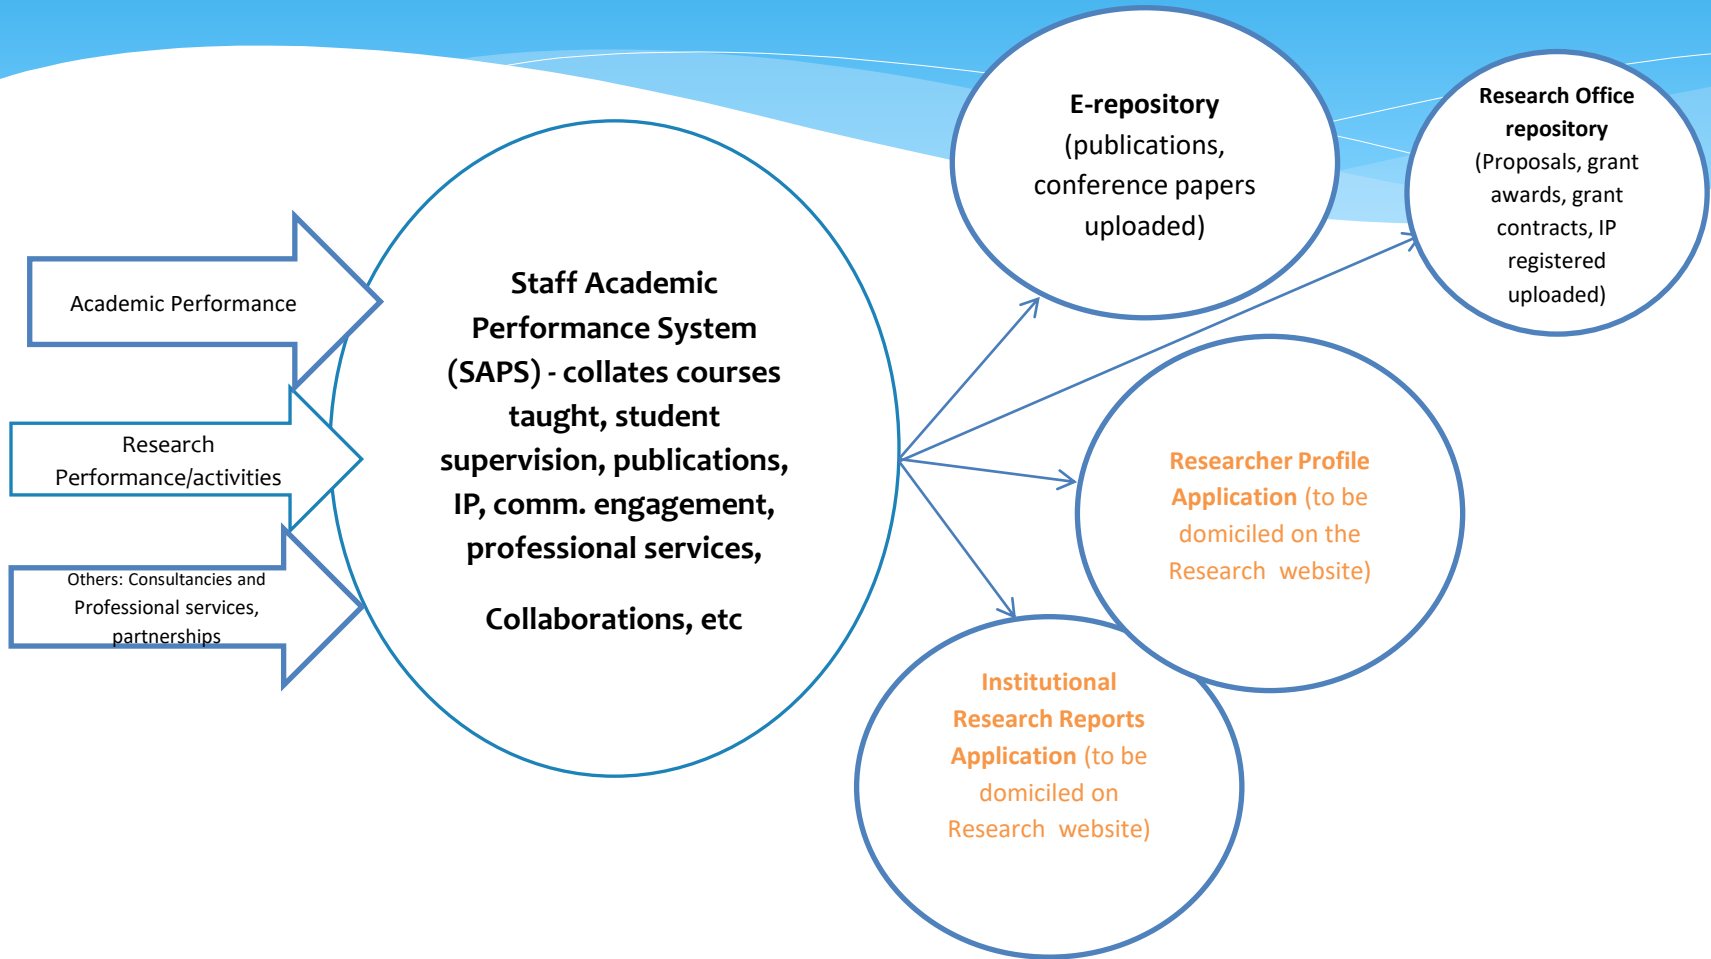 Academic Performance
Research
Performance/activities
Others: Consultancies and
Professional services,
partnerships
Staff Academic
Performance System
(SAPS) - collates courses
taught, student
supervision, publications,
IP, comm. engagement,
professional services,
Collaborations, etc
E-repository
(publications,
conference papers
uploaded)
Research Office
repository
(Proposals, grant
awards, grant
contracts, IP
registered
uploaded)
Researcher Profile
Application (to be
domiciled on the
Research website)
Institutional
Research Reports
Application (to be
domiciled on
Research website)